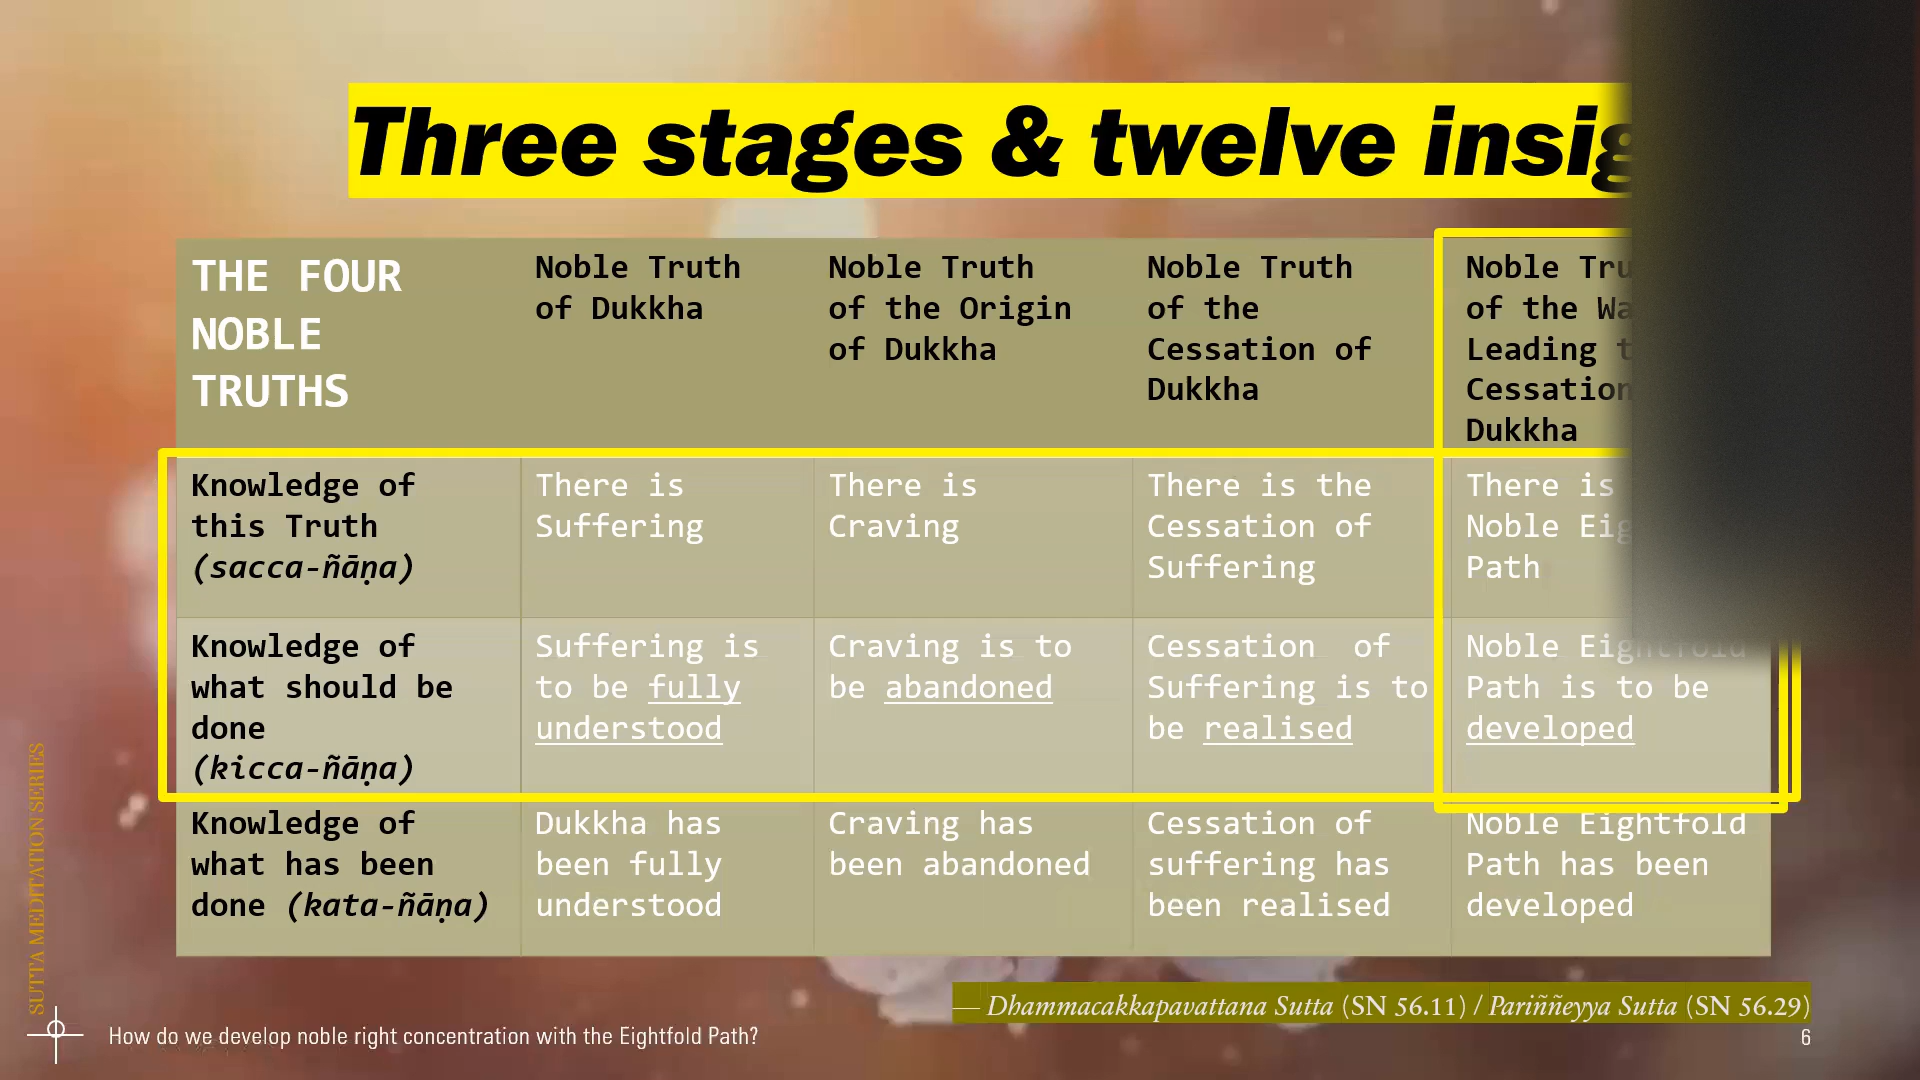 Three stages & twelve
THE FOUR
NOBLE
TRUTHS
Noble Truth
of Dukkha
Noble Truth
of the Origin
of Dukkha
Noble Truth
of the
Cessation of
Dukkha
Noble
of the
Leading
Cessation
Dukkha
Knowledge of
this Truth
(sacca-ñāṇa)
There is
Suffering
There is
Craving
There is the
Cessation of
Suffering
There is
Noble
Path
Knowledge of
what should be
done
(kicca-ñāṇa)
Suffering is
to be fully
understood
Craving is to
be abandoned
Cessation of
Suffering is to
be realised
Noble Eightfold
Path is to be
developed
Knowledge of
what has been
done (kata-ñāṇa)
Dukkha has
been fully
understood
Craving has
been abandoned
Cessation of
suffering has
been realised
Noble Eightfold
Path has been
developed
— Dhammacakkapavattana Sutta (SN 56.11) / Pariññeyya Sutta (SN 56.29)
SUTTA MEDITATION SERIES
How do we develop noble right concentration with the Eightfold Path?
6